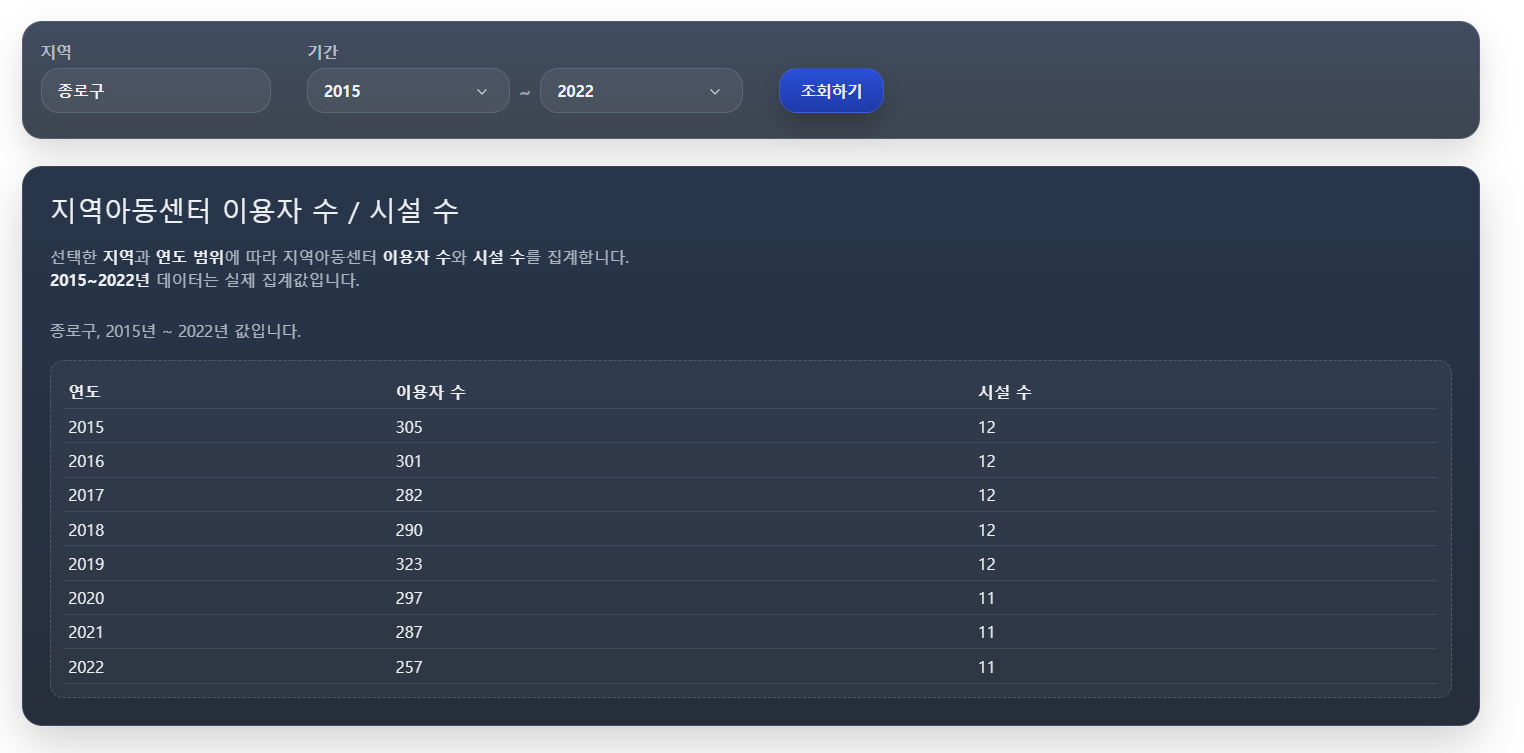 지역 기간
종로구 2015 ~ 2022 조회하기
지역아동센터 이용자 수 / 시설 수
선택한 지역과 연도 범위에 따라 지역아동센터 이용자 수와 시설 수를 집계합니다.
2015~2022년 데이터는 실제 집계값입니다.
종로구, 2015년 ~ 2022년 값입니다.
연도 이용자 수 시설 수
2015 305 12
2016 301 12
2017 282 12
2018 290 12
2019 323 12
2020 297 11
2021 287 11
2022 257 11